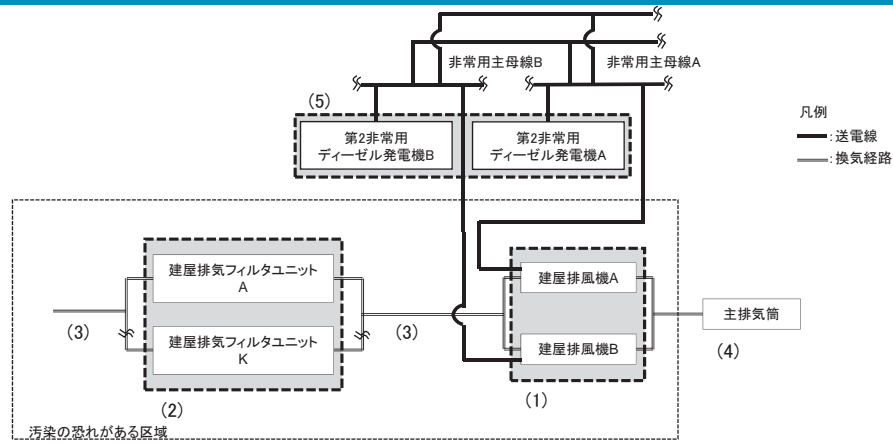 非常用主母線B
非常用主母線A
(5)
第2非常用
ディーゼル発電機B
第2非常用
ディーゼル発電機A
凡例
:送電線
:換気経路
建屋排気フィルタユニット
A
建屋排風機A
(3)
(3)
主排気筒
建屋排気フィルタユニット
K
建屋排風機B
(4)
(2)
(1)
汚染の恐れがある区域